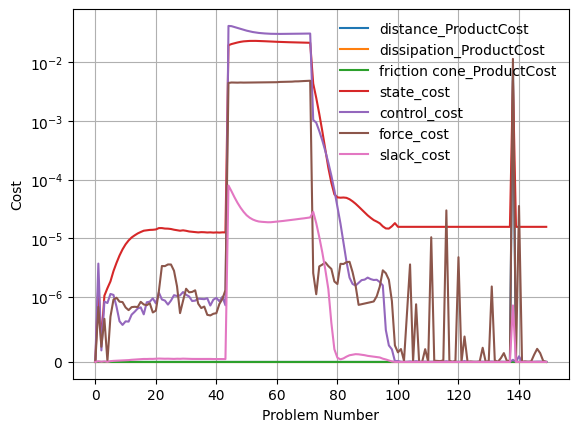 distance_ProductCost
dissipation_ProductCost
friction cone_ProductCost
state_cost
control_cost
force_cost
slack_cost
10⁻²
10⁻³
10⁻⁴
10⁻⁵
10⁻⁶
0
Cost
0 20 40 60 80 100 120 140
Problem Number